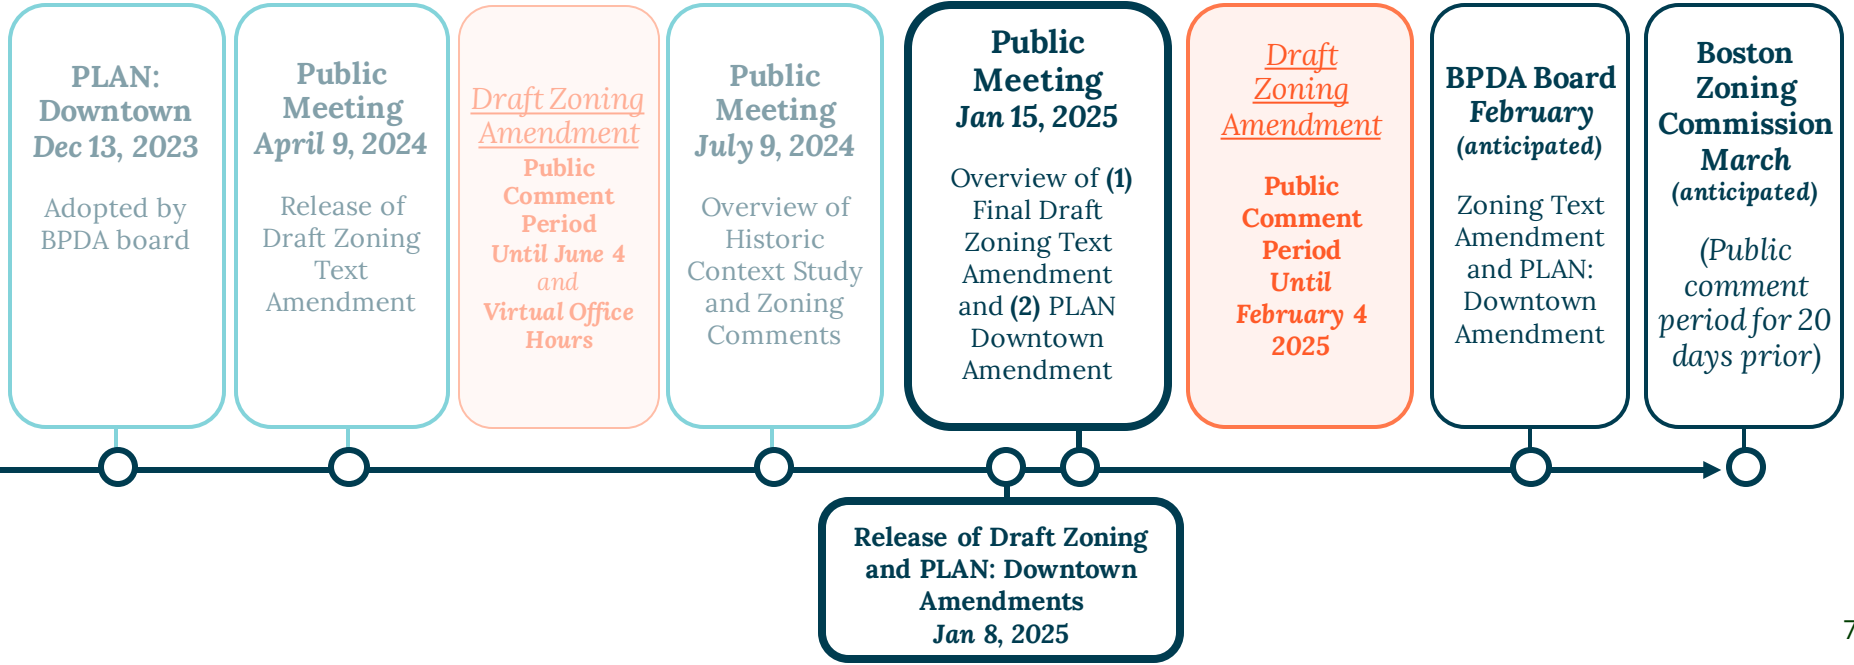 PLAN:
Downtown
Dec 13, 2023
Adopted by
BPDA board
Public
Meeting
April 9, 2024
Release of
Draft Zoning
Text
Amendment
Draft Zoning
Amendment
Public
Comment
Period
Until June 4
and
Virtual Office
Hours
Public
Meeting
July 9, 2024
Overview of
Historic
Context Study
and Zoning
Comments
Public
Meeting
Jan 15, 2025
Overview of (1)
Final Draft
Zoning Text
Amendment
and (2) PLAN
Downtown
Amendment
Draft
Zoning
Amendment
Public
Comment
Period
Until
February 4
2025
BPDA Board
February
(anticipated)
Zoning Text
Amendment
and PLAN:
Downtown
Amendment
Boston
Zoning
Commission
March
(anticipated)
(Public
comment
period for 20
days prior)
Release of Draft Zoning
and PLAN: Downtown
Amendments
Jan 8, 2025
7